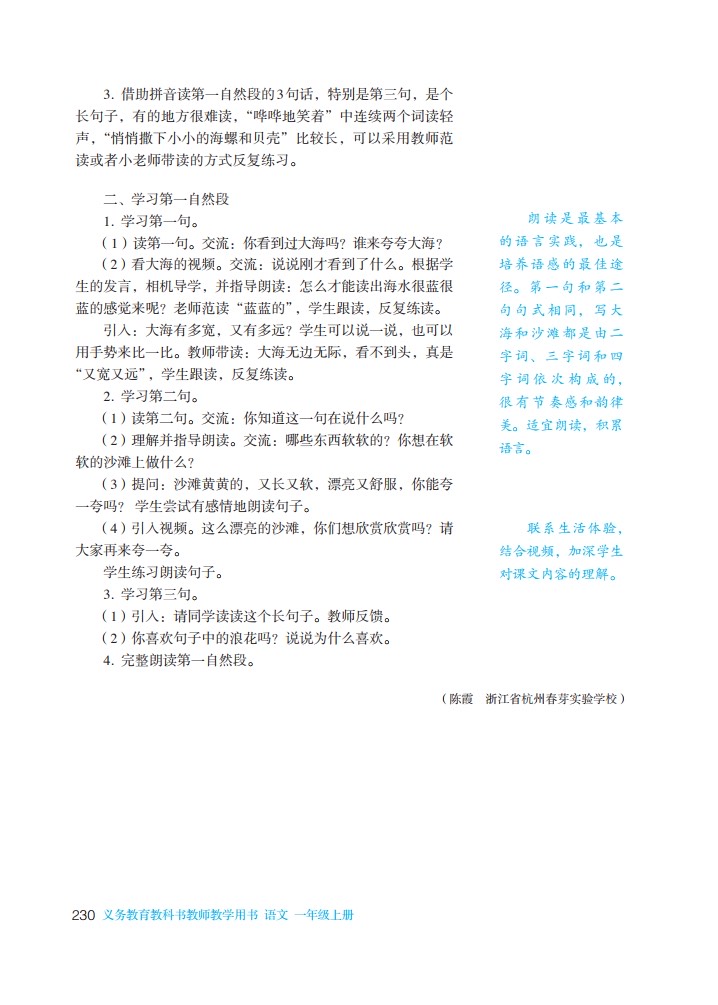 3. 借助拼音读第一自然段的3句话，特别是第三句，是个
长句子，有的地方很难读，“哗哗地笑着”中连续两个词读轻
声，“悄悄撒下小小的海螺和贝壳”比较长，可以采用教师范
读或者小老师带读的方式反复练习。
二、学习第一自然段
1. 学习第一句。
（1）读第一句。交流：你看到过大海吗？谁来夸夸大海？
（2）看大海的视频。交流：说说刚才看到了什么。根据学
生的发言，相机导学，并指导朗读：怎么才能读出海水很蓝很
蓝的感觉来呢？老师范读“蓝蓝的”，学生跟读，反复练读。
引入：大海有多宽，又有多远？学生可以说一说，也可以
用手势来比一比。教师带读：大海无边无际，看不到头，真是
“又宽又远”，学生跟读，反复练读。
2. 学习第二句。
（1）读第二句。交流：你知道这一句在说什么吗？
（2）理解并指导朗读。交流：哪些东西软软的？你想在软
软的沙滩上做什么？
（3）提问：沙滩黄黄的，又长又软，漂亮又舒服，你能夸
一夸吗？ 学生尝试有感情地朗读句子。
（4）引入视频。这么漂亮的沙滩，你们想欣赏欣赏吗？请
大家再来夸一夸。
学生练习朗读句子。
3. 学习第三句。
（1）引入：请同学读读这个长句子。教师反馈。
（2）你喜欢句子中的浪花吗？说说为什么喜欢。
4. 完整朗读第一自然段。
朗读是最基本
的语言实践，也是
培养语感的最佳途
径。第一句和第二
句句式相同，写大
海和沙滩都是由二
字词、三字词和四
字词依次构成的，
很有节奏感和韵律
美。适宜朗读，积累
语言。
联系生活体验，
结合视频，加深学生
对课文内容的理解。
（陈霞 浙江省杭州春芽实验学校）
230 义务教育教科书教师教学用书 语文 一年级上册